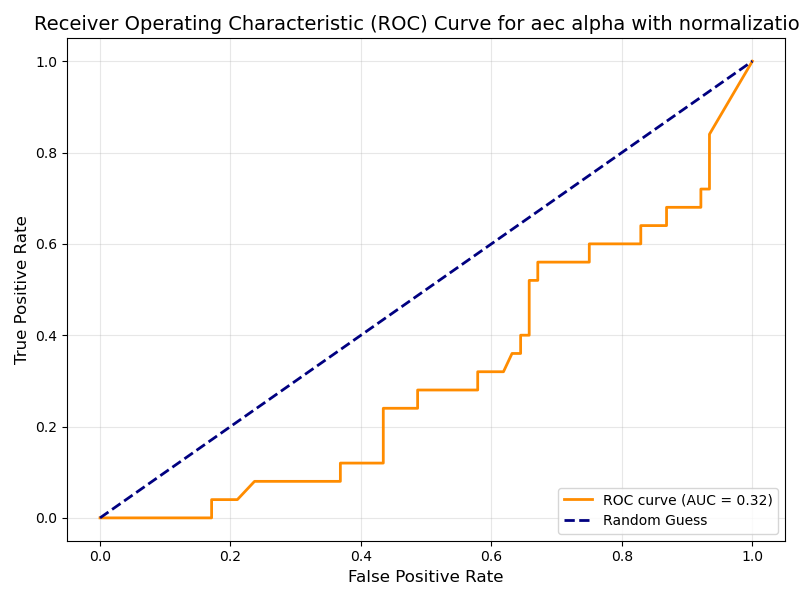 Receiver Operating Characteristic (ROC) Curve for aec alpha with normalizatio
1.0
0.8
0.6
0.4
0.2
0.0
True Positive Rate
0.0 0.2 0.4 0.6 0.8 1.0
False Positive Rate
ROC curve (AUC = 0.32)
Random Guess